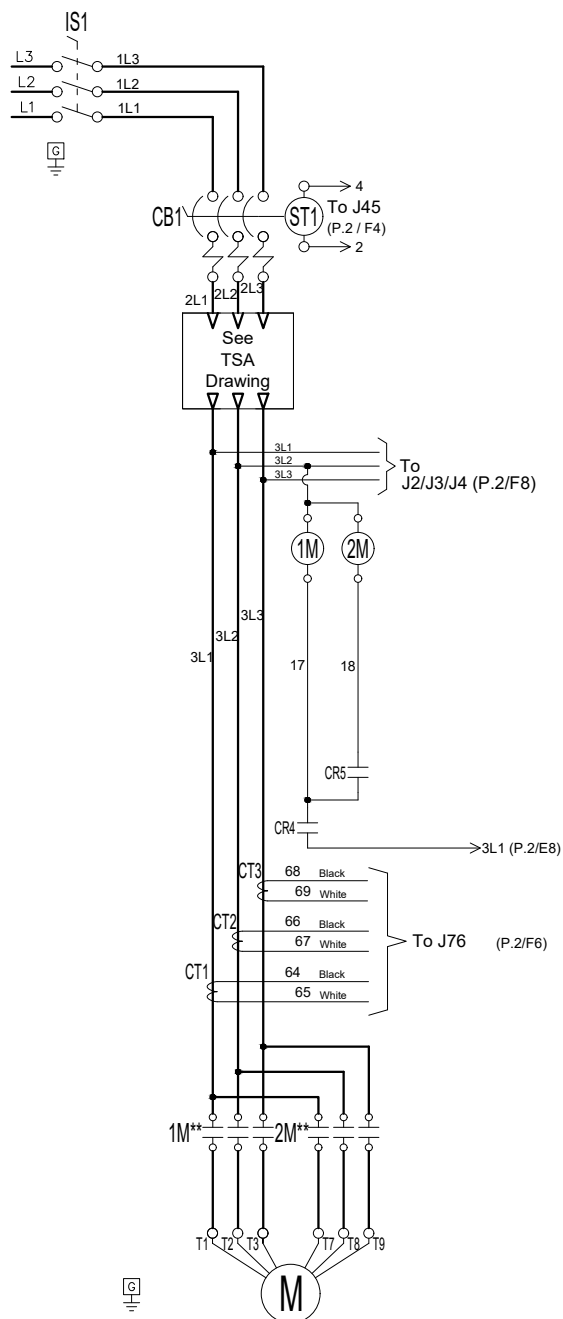 IS1
L3 1L3
L2 1L2
L1 1L1
G
CB1 ST1 4
To J45
(P.2 / F4)
2
2L1 2L2 2L3
See
TSA
Drawing
3L1
3L2
3L3
To
J2/J3/J4 (P.2/F8)
1M 2M
3L3
3L2
3L1
17 18
CR5
CR4
3L1 (P.2/E8)
CT3 68 Black
69 White
CT2 66 Black
67 White
To J76 (P.2/F6)
CT1 64 Black
65 White
1M** 2M**
T1 T2 T3 T7 T8 T9
G
M